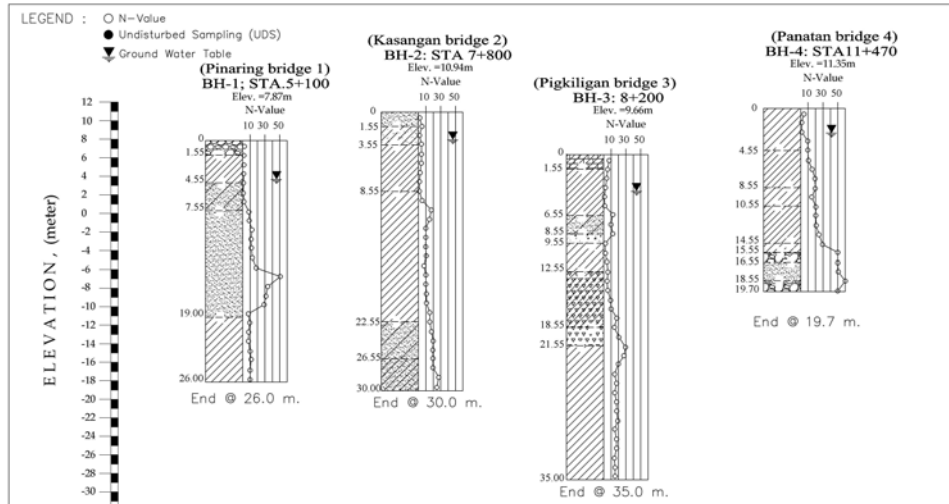 LEGEND :
N-Value
Undisturbed Sampling (UDS)
Ground Water Table
ELEVATION, (meter)
12
10
8
6
4
2
0
-2
-4
-6
-8
-10
-12
-14
-16
-18
-20
-22
-24
-26
-28
-30
(Pinaring bridge 1)
BH-1; STA.5+100
Elev. =7.87m
N-Value
10 30 50
0
1.55
4.55
7.55
19.00
26.00
End @ 26.0 m.
(Kasangan bridge 2)
BH-2: STA 7+800
Elev. =10.94m
N-Value
10 30 50
0
1.55
3.55
8.55
22.55
26.55
30.00
End @ 30.0 m.
(Pigkiligan bridge 3)
BH-3: 8+200
Elev. =9.66m
N-Value
10 30 50
0
1.55
6.55
8.55
9.55
12.55
18.55
21.55
35.00
End @ 35.0 m.
(Panatan bridge 4)
BH-4: STA11+470
Elev. =11.35m
N-Value
10 30 50
0
4.55
8.55
10.55
14.55
15.55
16.55
18.55
19.70
End @ 19.7 m.